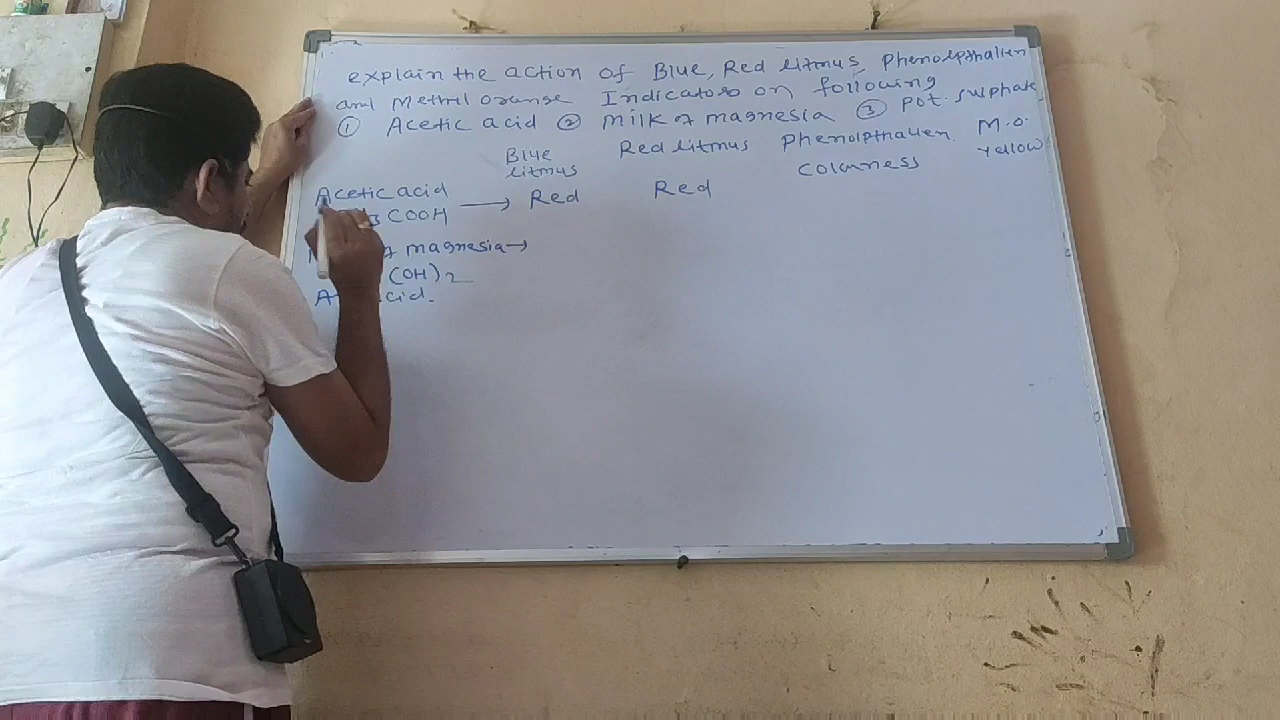 explain the action of Blue, Red litmus, Phenolpthalien
and Methyl orange Indicators on following
① Acetic acid ② milk of magnesia ③ Pot. sulphate
Blue litmus Red litmus Phenolpthalien M.O.
Acetic acid
COOH → Red Red colourless Yellow
magnesia →
(OH)2